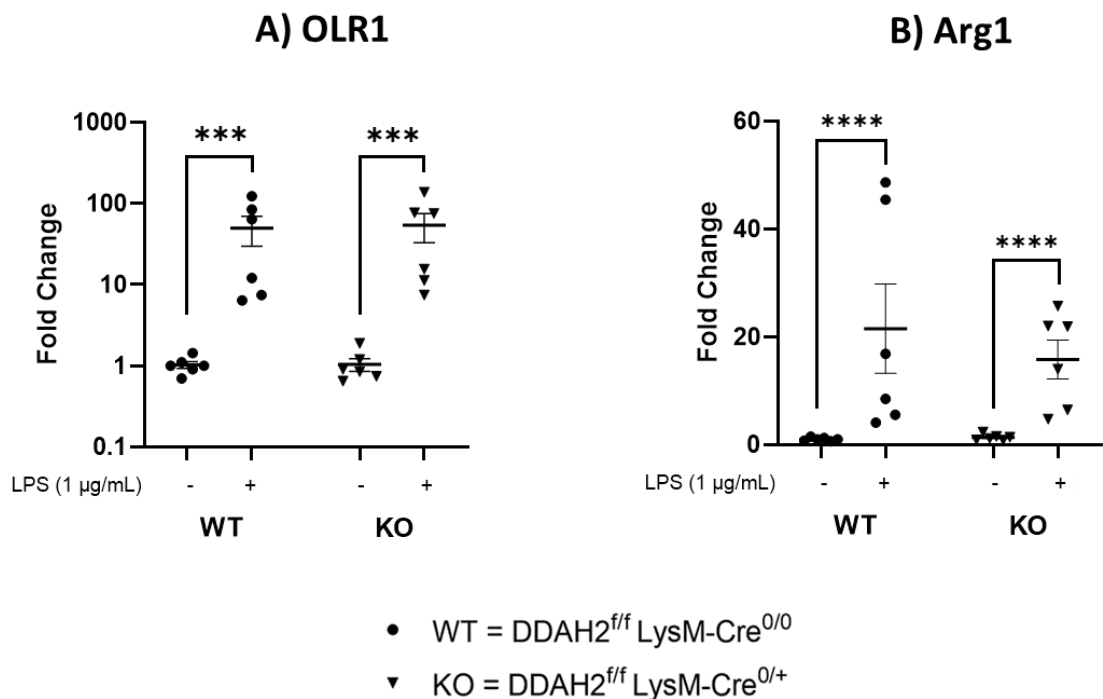 A) OLR1
Fold Change
1000
100
10
1
0.1
***
***
LPS (1 µg/mL) - + - +
WT KO
B) Arg1
Fold Change
60
40
20
0
****
****
LPS (1 µg/mL) - + - +
WT KO
WT = DDAH2f/f LysM-Cre0/0
KO = DDAH2f/f LysM-Cre0/+